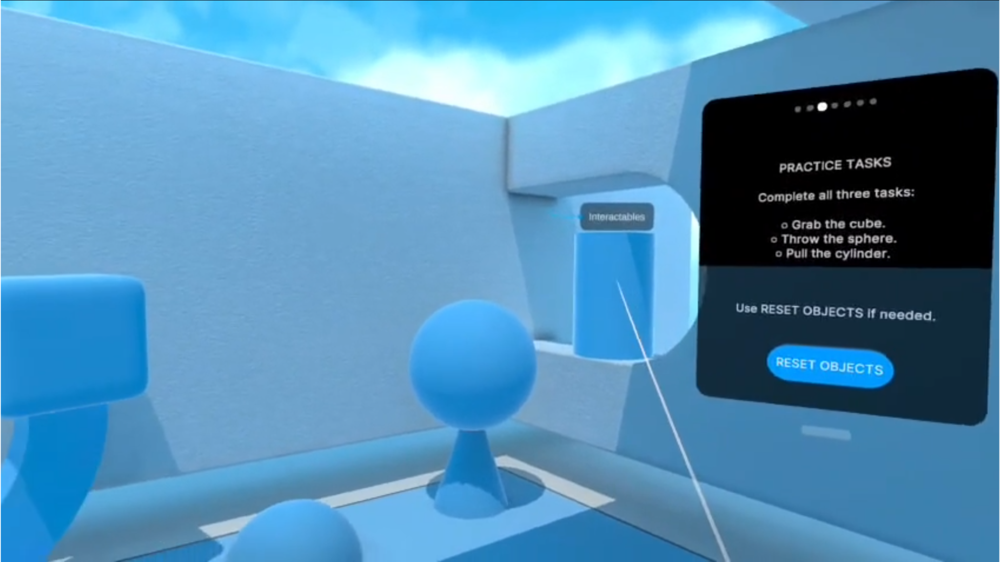 Interactables
PRACTICE TASKS
Complete all three tasks:
o Grab the cube.
o Throw the sphere.
o Pull the cylinder.
Use RESET OBJECTS if needed.
RESET OBJECTS